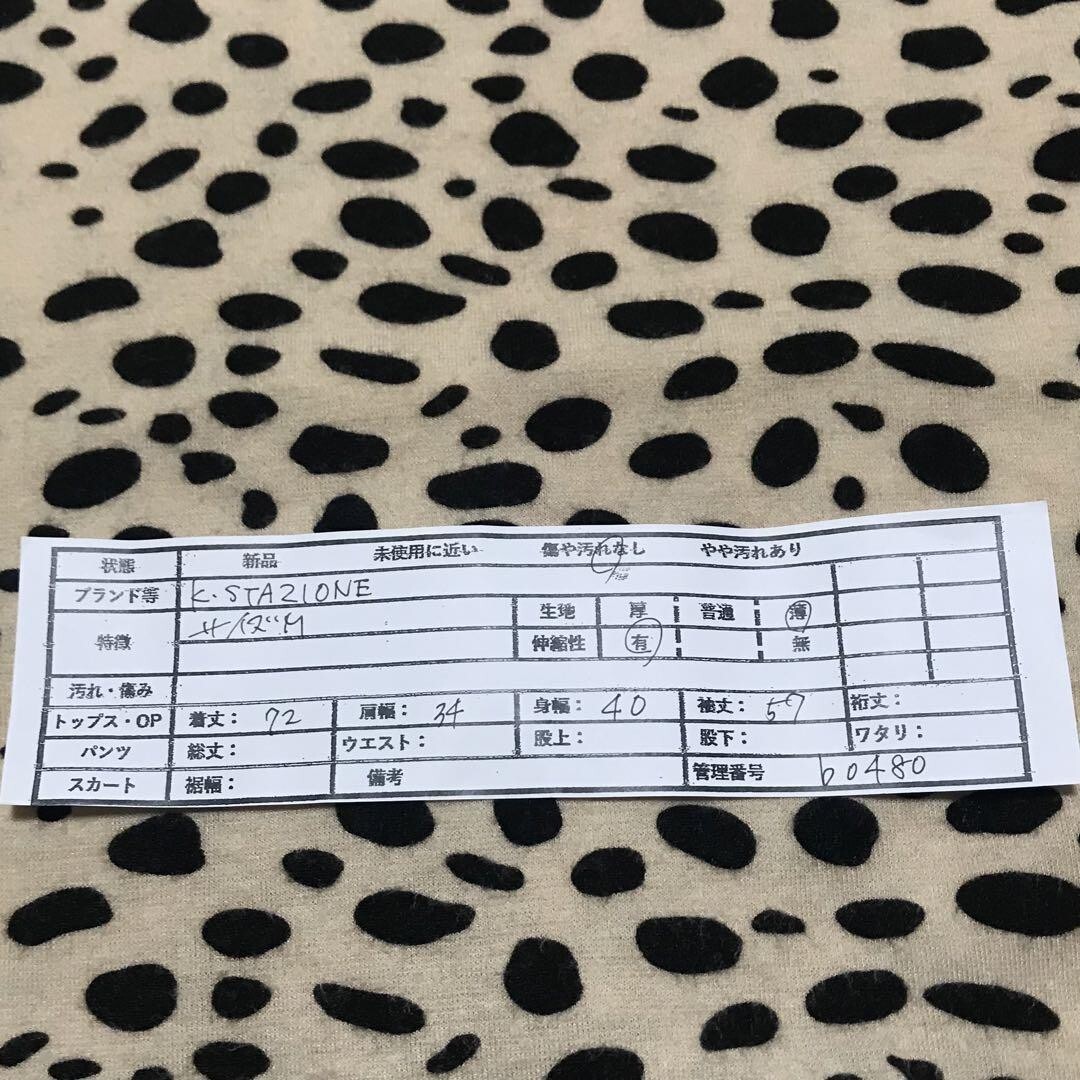 状態 新品 未使用に近い 傷や汚れなし やや汚れあり
ブランド等 K.STAZIONE
特徴 サイズM 生地 厚 普通 薄
伸縮性 有 無
汚れ・傷み
トップス・OP 着丈: 72 肩幅: 34 身幅: 40 袖丈: 57 裄丈:
パンツ 総丈: ウエスト: 股上: 股下: ワタリ:
スカート 裾幅: 備考 管理番号 b0480